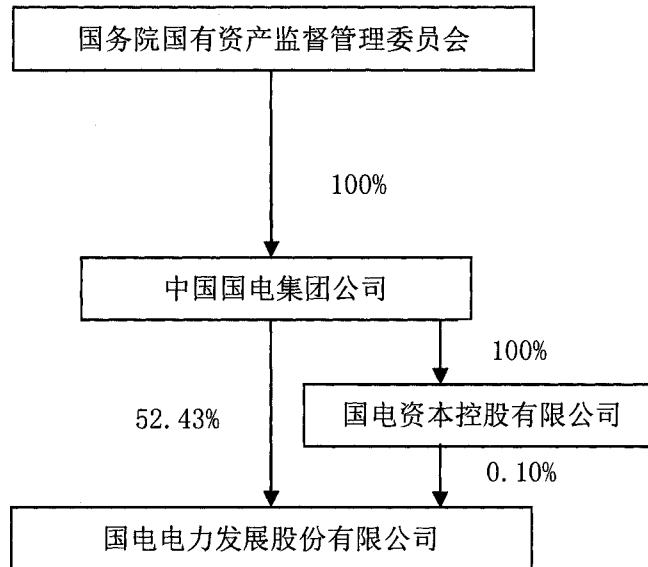 国务院国有资产监督管理委员会
100%
中国国电集团公司
100%
52.43%
国电资本控股有限公司
0.10%
国电电力发展股份有限公司